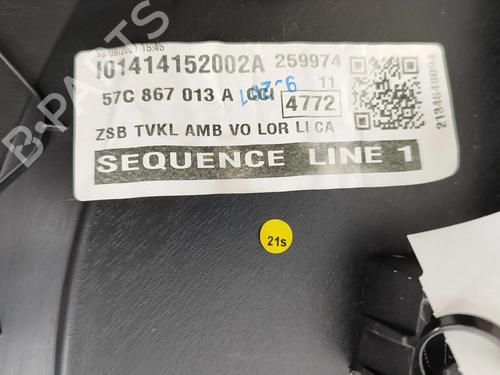 13/09/2021 15:45
I01414152002A 259974
57C 867 013 A CCI 11
4772
ZSB TVKL AMB VO LOR LI CA
SEQUENCE LINE 1
21s
B-PARTS